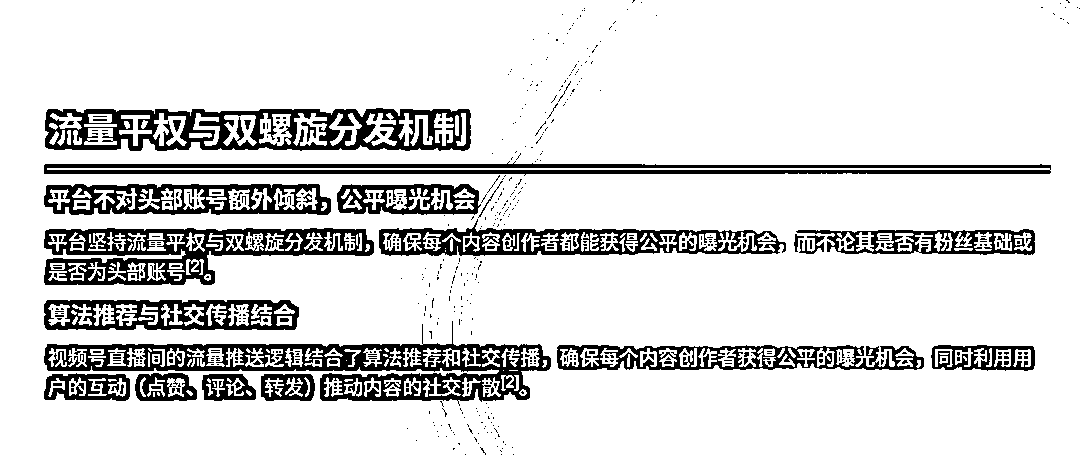 流量平权与双螺旋分发机制
平台不对头部账号额外倾斜，公平曝光机会
平台坚持流量平权与双螺旋分发机制，确保每个内容创作者都能获得公平的曝光机会，而不论其是否有粉丝基础或
是否为头部账号[2]。
算法推荐与社交传播结合
视频号直播间的流量推送逻辑结合了算法推荐和社交传播，确保每个内容创作者获得公平的曝光机会，同时利用用
户的互动（点赞、评论、转发）推动内容的社交扩散[2]。